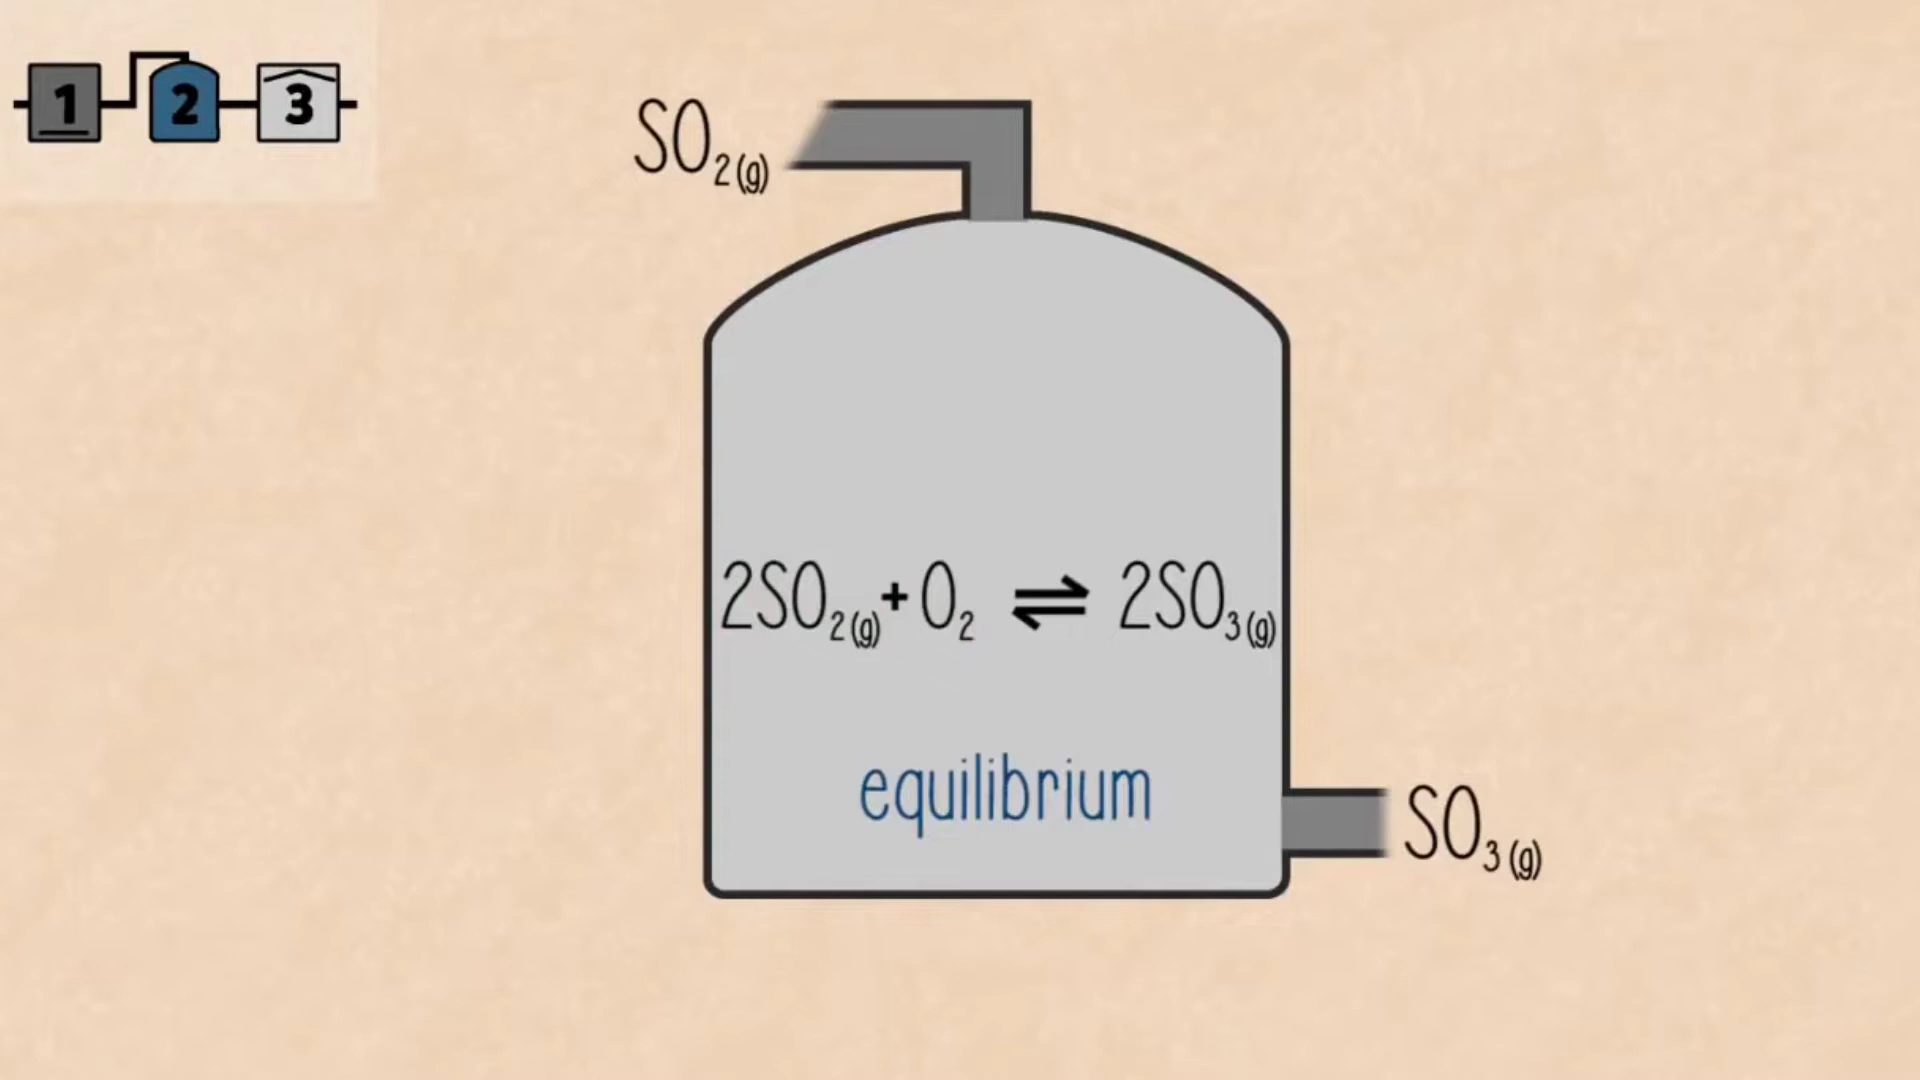 1 2 3
SO₂(g)
2SO₂(g) + O₂ ⇌ 2SO₃(g)
equilibrium
SO₃(g)